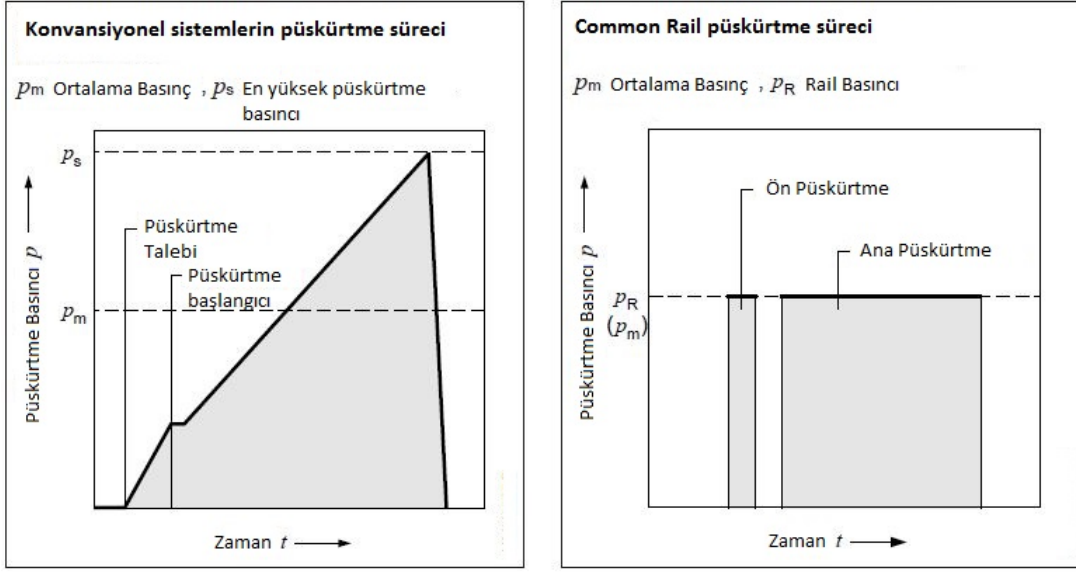 Konvansiyonel sistemlerin püskürtme süreci
pm Ortalama Basınç , ps En yüksek püskürtme
basıncı
ps
Püskürtme
Talebi
Püskürtme
başlangıcı
pm
Püskürtme Basıncı p
Zaman t
Common Rail püskürtme süreci
pm Ortalama Basınç , pR Rail Basıncı
Ön Püskürtme
Ana Püskürtme
pR
(pm)
Püskürtme Basıncı p
Zaman t